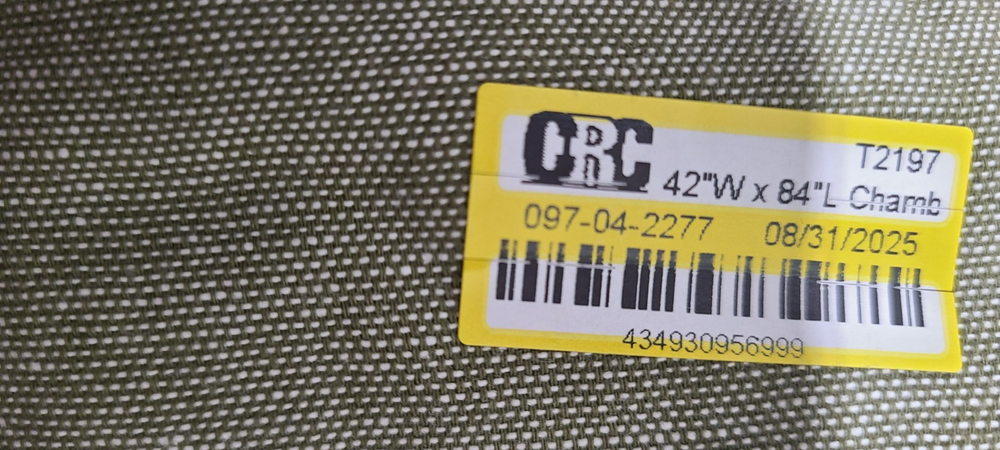 CRC
T2197
42"W x 84"L Chamb
097-04-2277 08/31/2025
434930956999